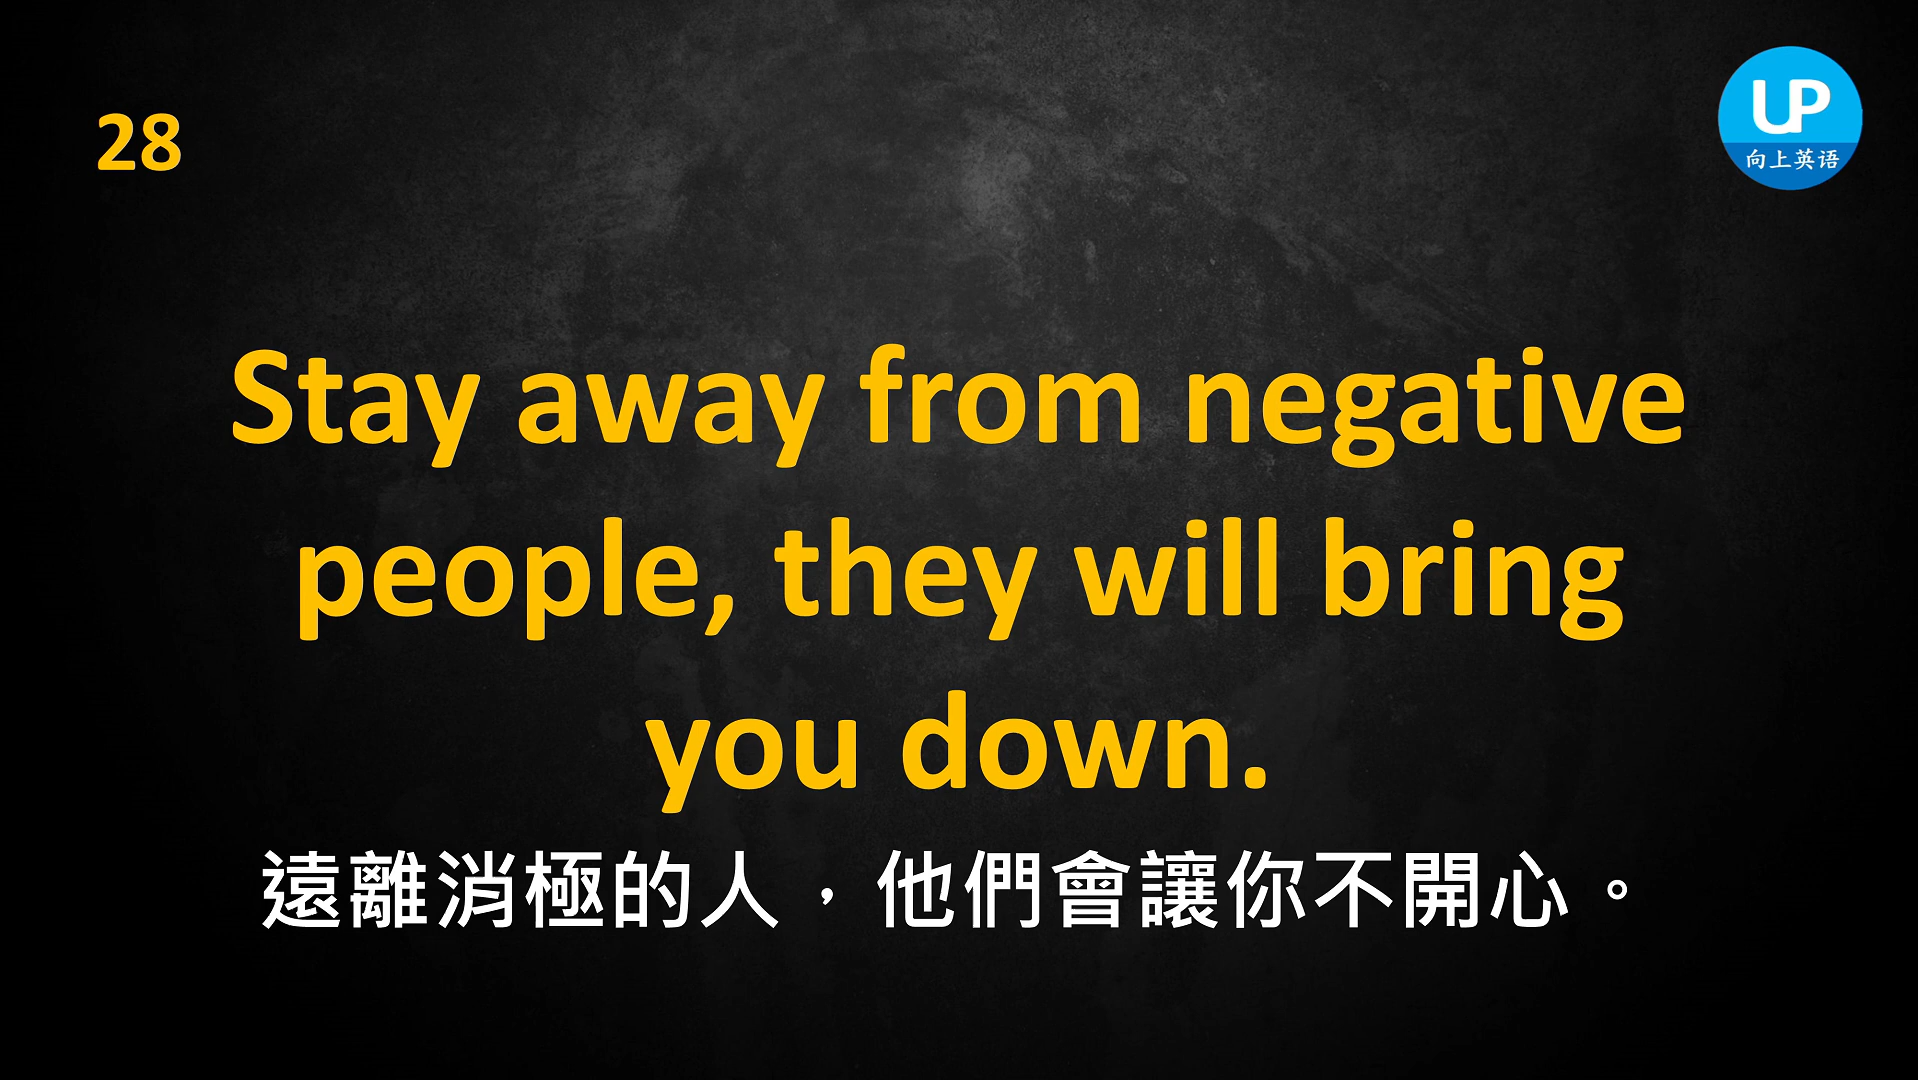 28
UP
向上英语
Stay away from negative
people, they will bring
you down.
遠離消極的人，他們會讓你不開心。